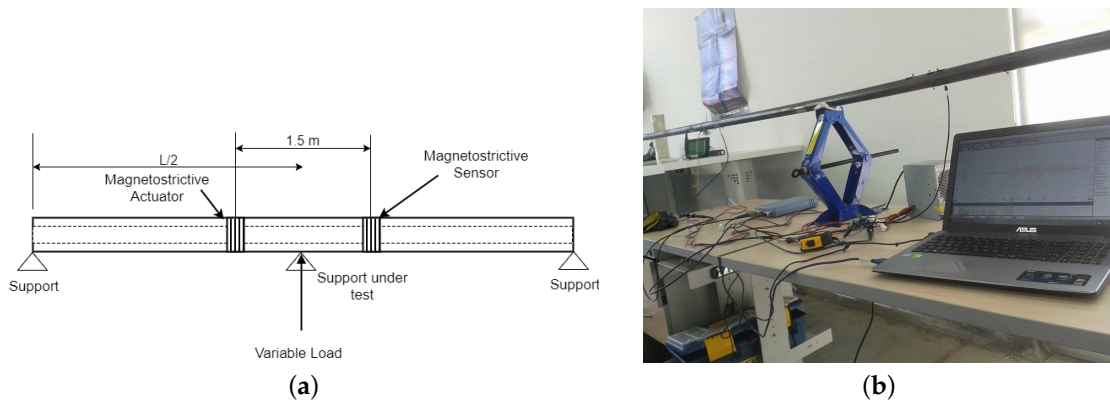 1.5 m
L/2
Magnetostrictive
Actuator
Magnetostrictive
Sensor
Support
Support under
test
Support
Variable Load
ASUS
(a)
(b)